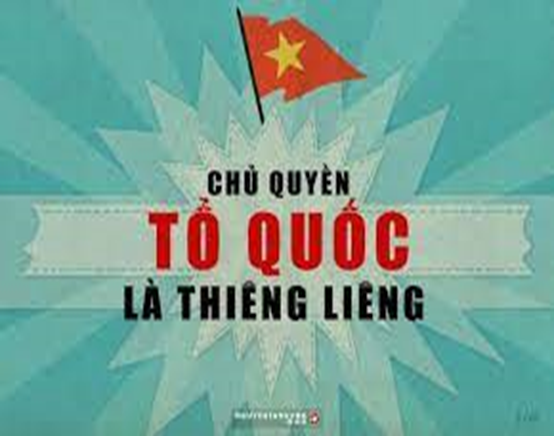 CHỦ QUYỀN
TỔ QUỐC
LÀ THIÊNG LIÊNG